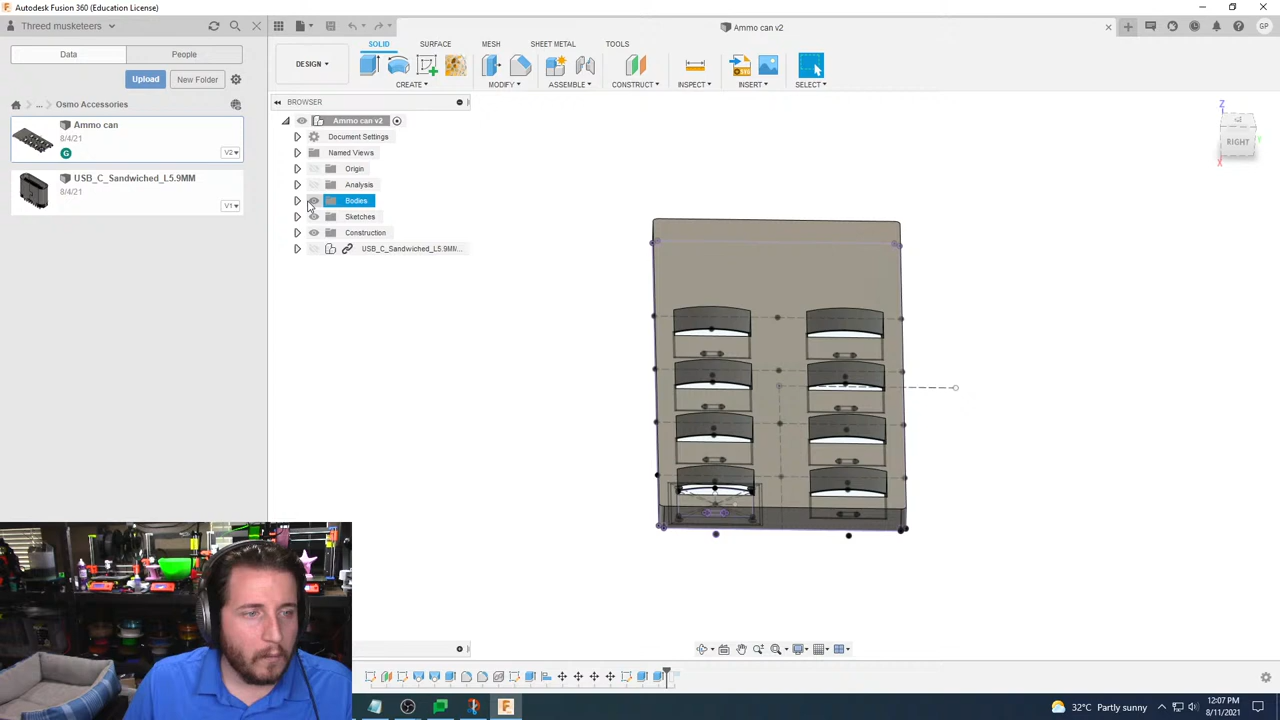 Autodesk Fusion 360 (Education License)
Threed musketeers
Ammo can v2
Data
People
SOLID
SURFACE
MESH
SHEET METAL
TOOLS
DESIGN
Upload
New Folder
CREATE
MODIFY
ASSEMBLE
CONSTRUCT
INSPECT
INSERT
SELECT
... Osmo Accessories
BROWSER
Ammo can
8/4/21
G
V2
USB_C_Sandwiched_L5.9MM
8/4/21
V1
Ammo can v2
Document Settings
Named Views
Origin
Analysis
Bodies
Sketches
Construction
USB_C_Sandwiched_L5.9MM...
Z
RIGHT
X
GP
32°C Partly sunny
12:07 PM
8/11/2021